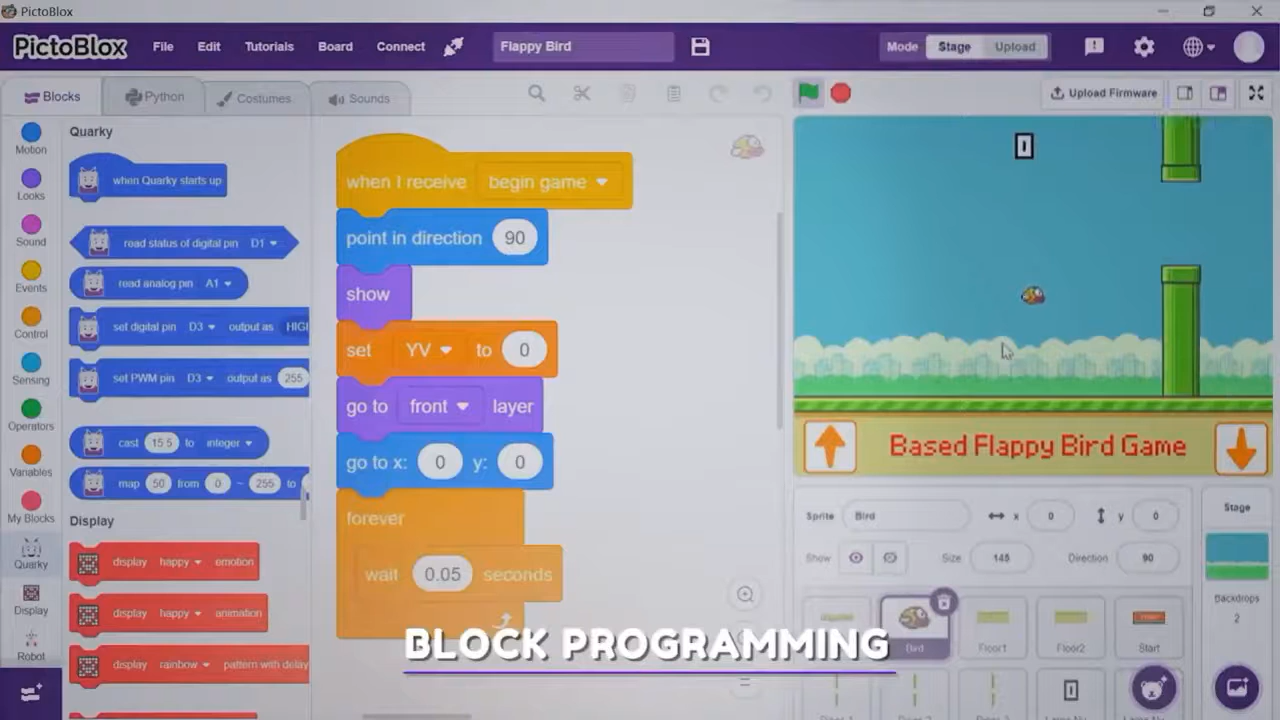 PictoBlox
PictoBlox File Edit Tutorials Board Connect Flappy Bird Mode Stage Upload
Blocks Python Costumes Sounds Upload Firmware
Motion
Looks
Sound
Events
Control
Sensing
Operators
Variables
My Blocks
Quarky
Display
Robot
Quarky
when Quarky starts up
read status of digital pin D1
read analog pin A1
set digital pin D3 output as HIGH
set PWM pin D3 output as 255
cast 15.5 to integer
map 50 from 0 ~ 255 to
Display
display happy emotion
display happy animation
display rainbow pattern with delay
when I receive begin game
point in direction 90
show
set YV to 0
go to front layer
go to x: 0 y: 0
forever
wait 0.05 seconds
Based Flappy Bird Game
Sprite Bird x 0 y 0
Show Size 145 Direction 90
Bird Floor1 Floor2 Start
Stage
Backdrops
2
BLOCK PROGRAMMING